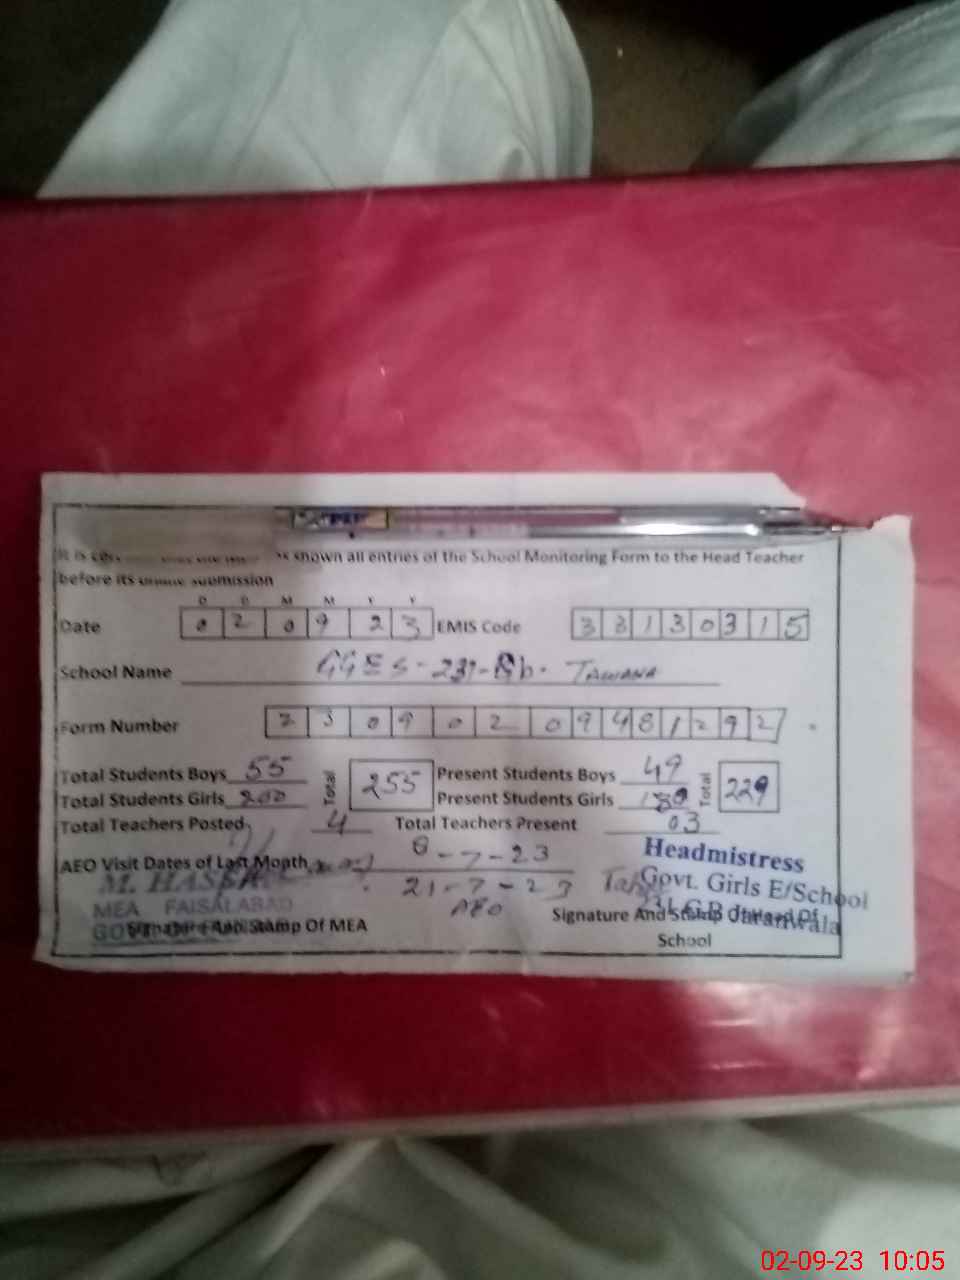 shown all entries of the School Monitoring Form to the Head Teacher
before its online submission
D D M M Y Y
Date 0 2 0 9 2 3 EMIS Code 3 3 1 3 0 3 1 5
School Name GGES-231-Rb. TAWANA
Form Number 2 3 0 9 0 2 0 9 4 8 1 2 9 2
Total Students Boys 55 Total 255 Present Students Boys 49 Total 229
Total Students Girls 200 Present Students Girls 180
Total Teachers Posted 4 Total Teachers Present 03
AEO Visit Dates of Last Month 8-7-23
21-7-23
AEO
Headmistress
Govt. Girls E/School
Jaranwala
MEA FAISALABAD
Signature And Stamp Of MEA
Signature And Stamp Of Head Of
School
02-09-23 10:05